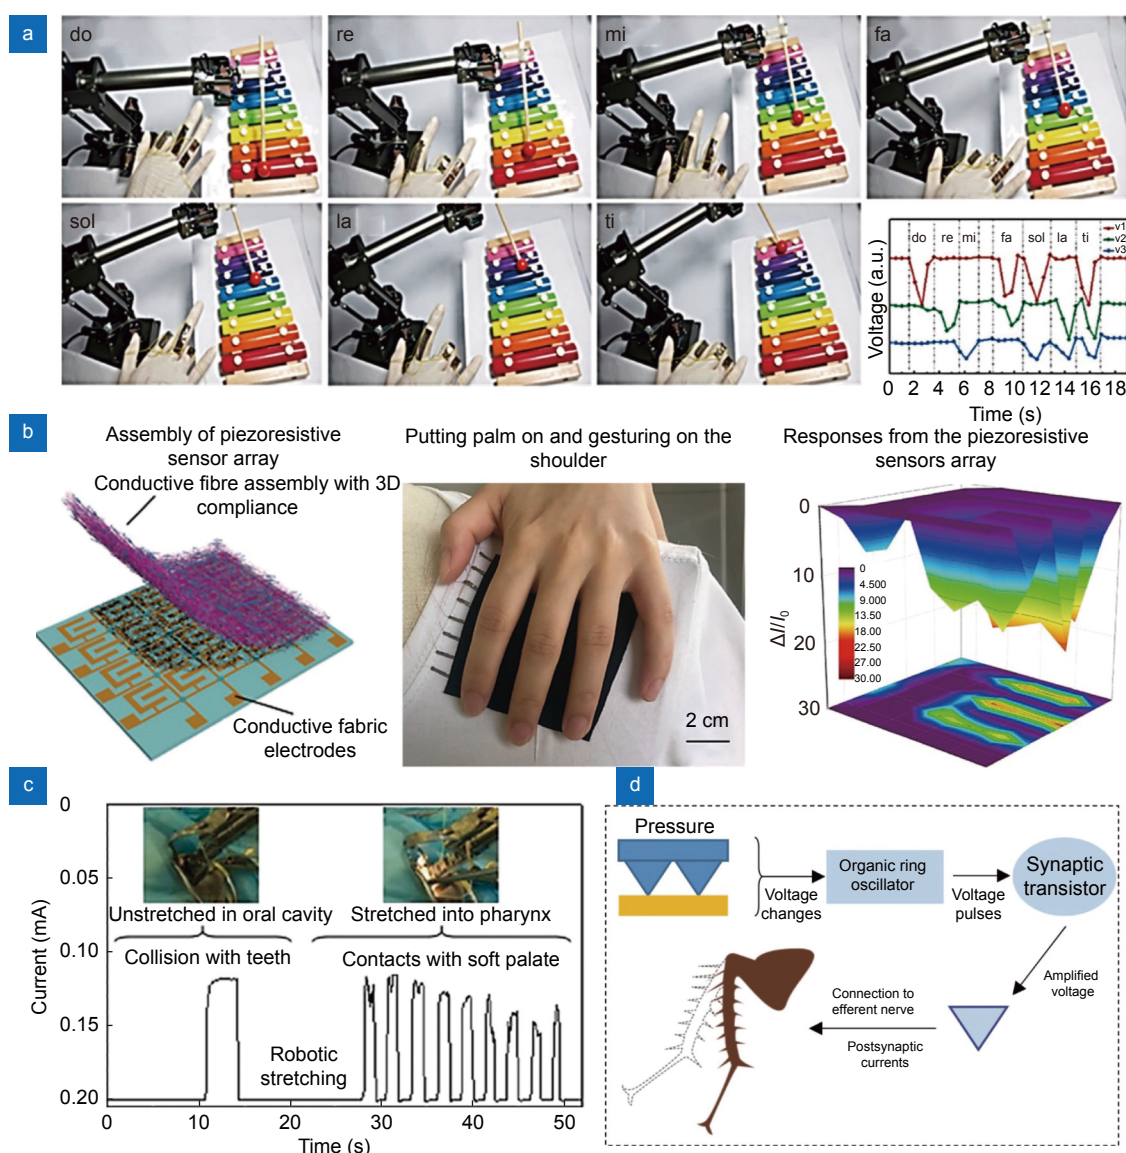 a
do
re
mi
fa
sol
la
ti
do
re
mi
fa
sol
la
ti
v1
v2
v3
Voltage (a.u.)
0
2
4
6
8
10
12
14
16
18
Time (s)
b
Assembly of piezoresistive
sensor array
Conductive fibre assembly with 3D
compliance
Conductive fabric
electrodes
Putting palm on and gesturing on the
shoulder
2 cm
Responses from the piezoresistive
sensors array
0
10
20
30
ΔI/I0
0
4.500
9.000
13.50
18.00
22.50
27.00
30.00
c
0
0.05
0.10
0.15
0.20
Current (mA)
Unstretched in oral cavity
Stretched into pharynx
Collision with teeth
Contacts with soft palate
Robotic
stretching
0
10
20
30
40
50
Time (s)
d
Pressure
Voltage
changes
Organic ring
oscillator
Voltage
pulses
Synaptic
transistor
Amplified
voltage
Connection to
efferent nerve
Postsynaptic
currents